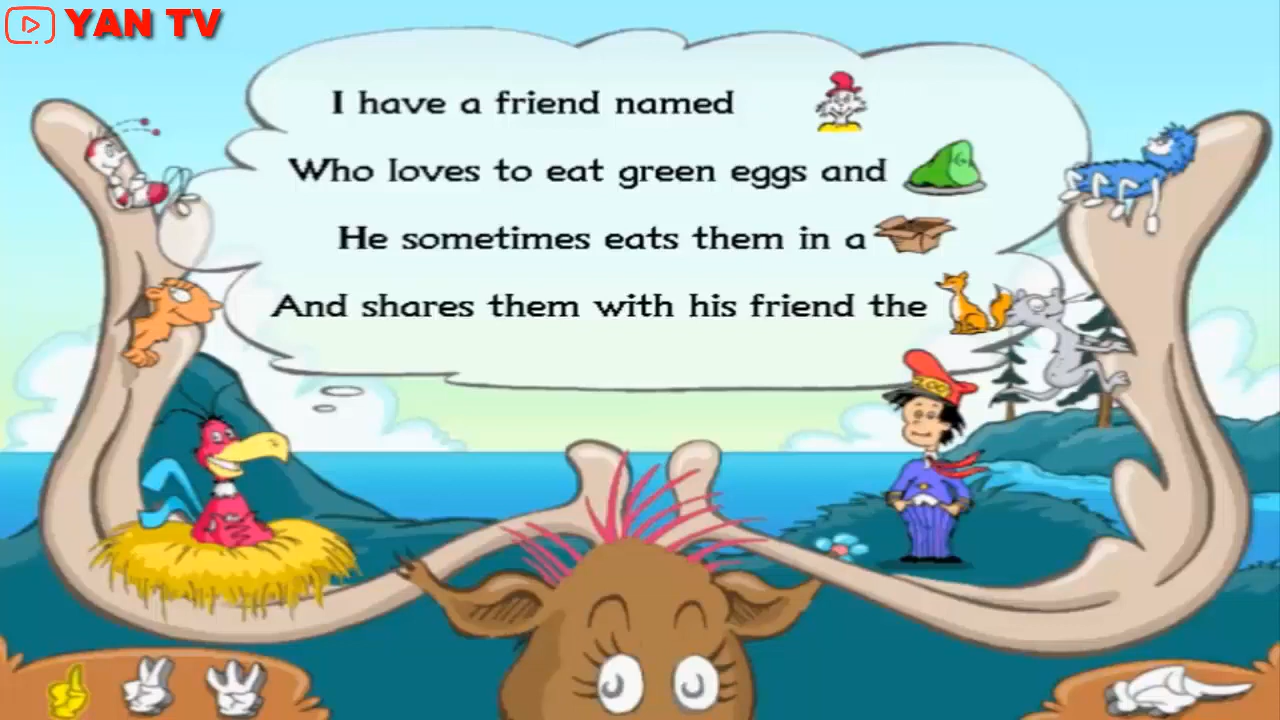 YAN TV
I have a friend named
Who loves to eat green eggs and
He sometimes eats them in a
And shares them with his friend the
ZOO